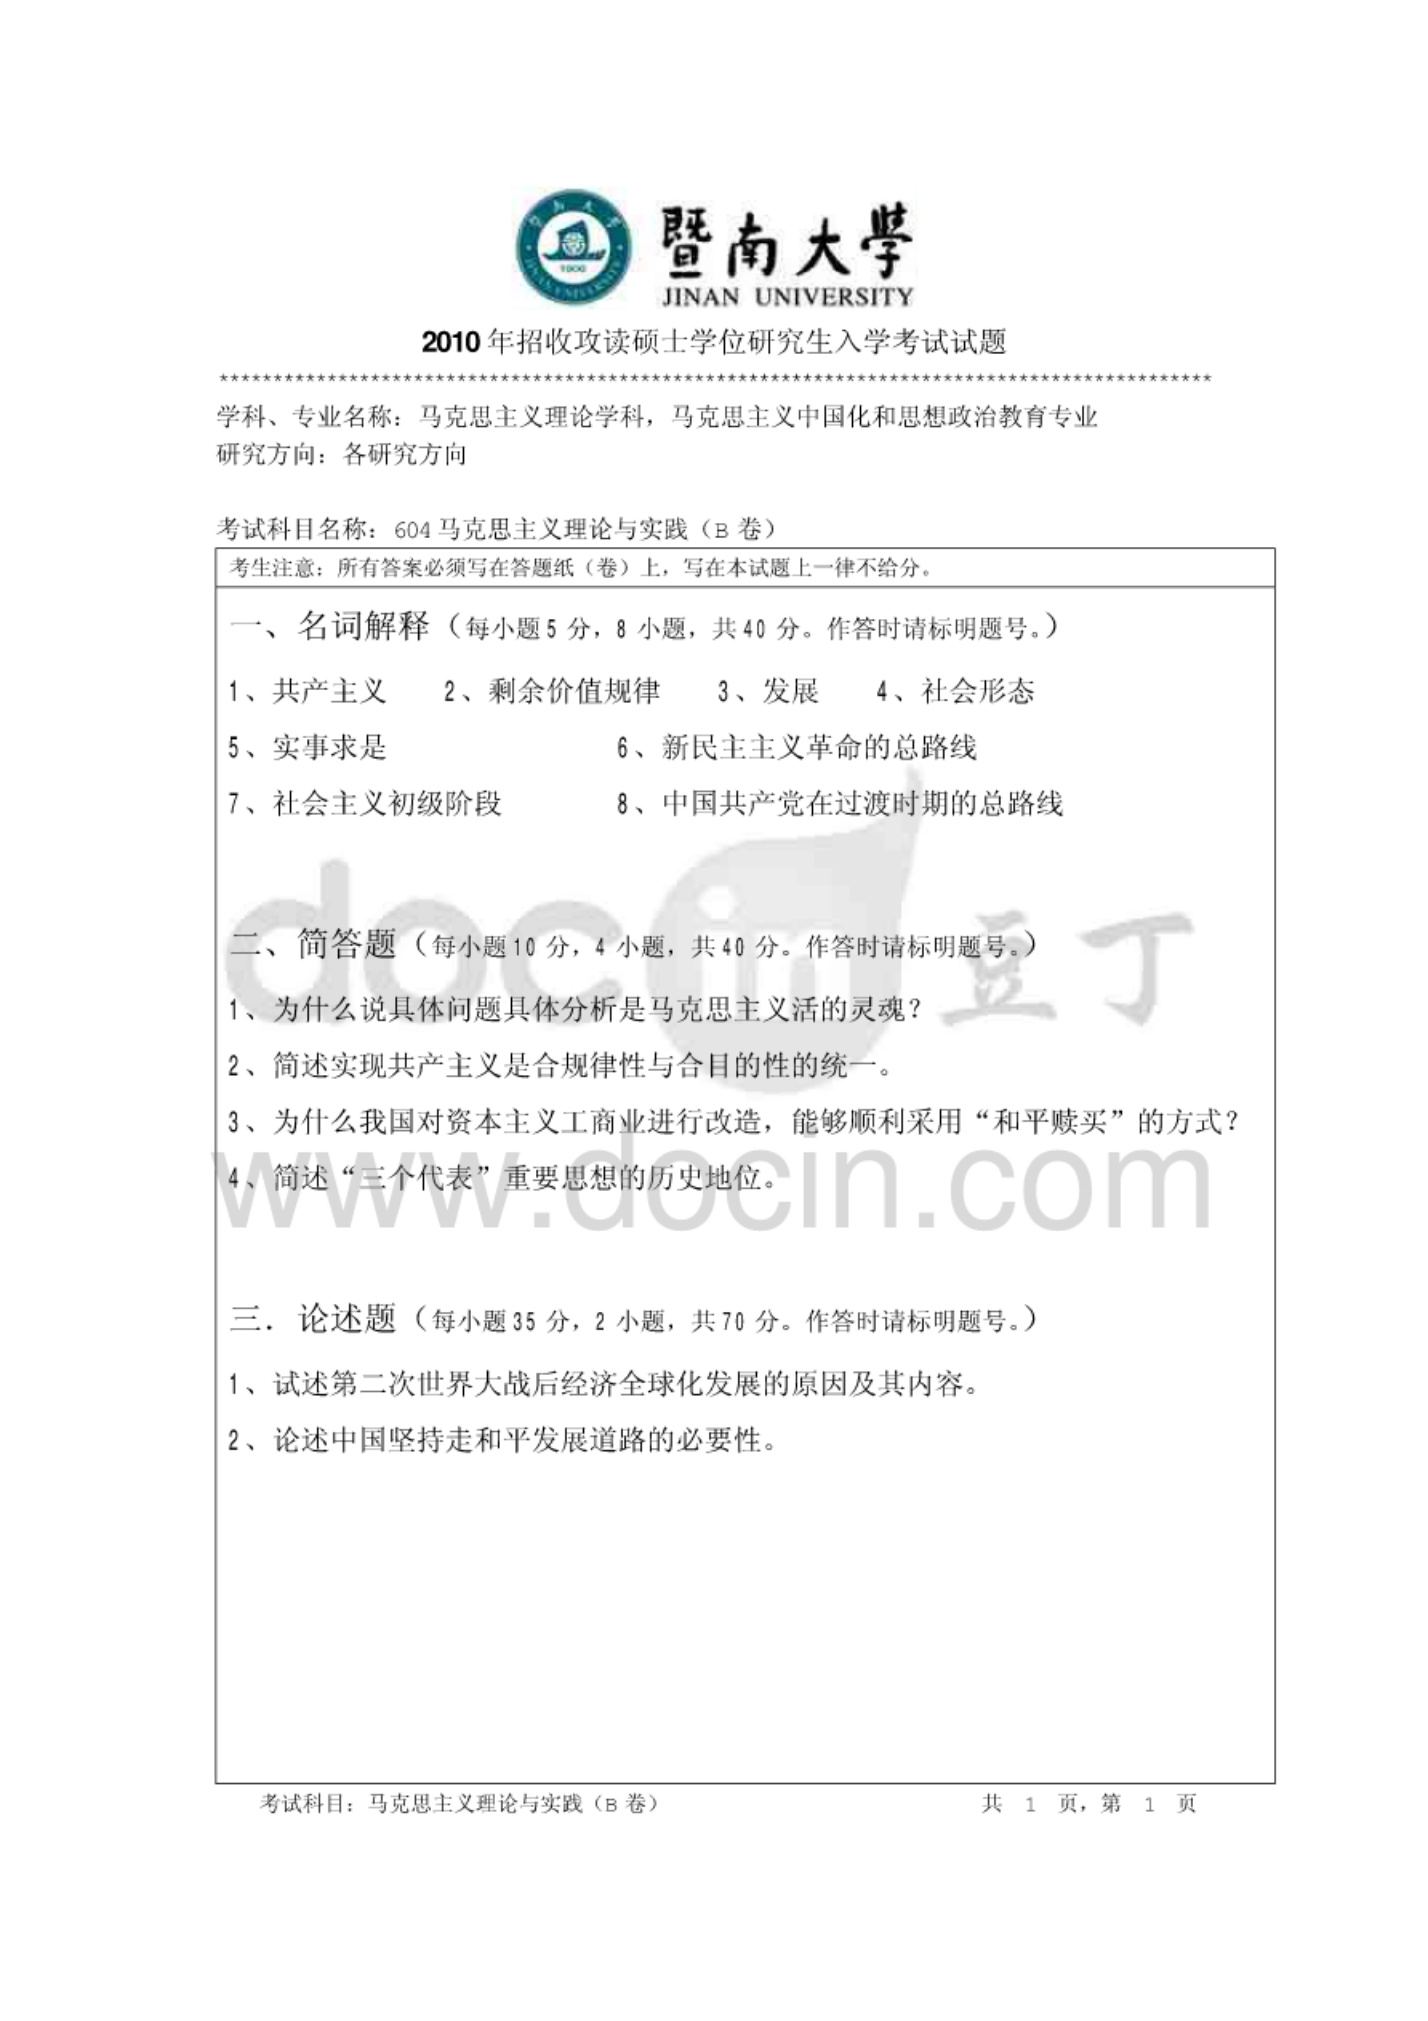 暨南大學
JINAN UNIVERSITY
2010 年招收攻读硕士学位研究生入学考试试题
********************************************************************************************
学科、专业名称：马克思主义理论学科，马克思主义中国化和思想政治教育专业
研究方向：各研究方向
考试科目名称：604 马克思主义理论与实践（B 卷）
考生注意：所有答案必须写在答题纸（卷）上，写在本试题上一律不给分。
一、名词解释（每小题 5 分，8 小题，共 40 分。作答时请标明题号。）
1、共产主义 2、剩余价值规律 3、发展 4、社会形态
5、实事求是 6、新民主主义革命的总路线
7、社会主义初级阶段 8、中国共产党在过渡时期的总路线
docin 豆丁
二、简答题（每小题 10 分，4 小题，共 40 分。作答时请标明题号。）
1、为什么说具体问题具体分析是马克思主义活的灵魂？
2、简述实现共产主义是合规律性与合目的性的统一。
3、为什么我国对资本主义工商业进行改造，能够顺利采用“和平赎买”的方式？
4、简述“三个代表”重要思想的历史地位。
www.docin.com
三．论述题（每小题 35 分，2 小题，共 70 分。作答时请标明题号。）
1、试述第二次世界大战后经济全球化发展的原因及其内容。
2、论述中国坚持走和平发展道路的必要性。
考试科目：马克思主义理论与实践（B 卷） 共 1 页，第 1 页